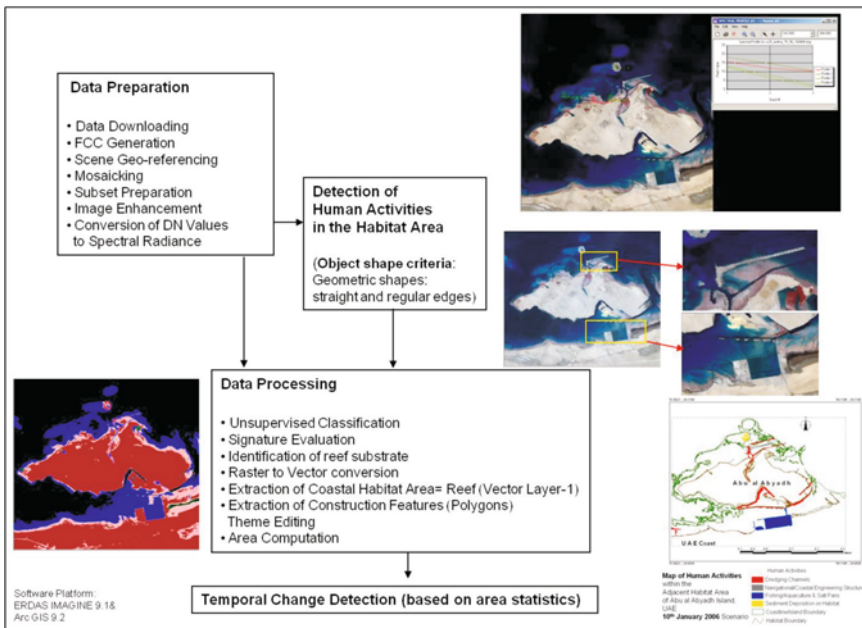 Data Preparation
• Data Downloading
• FCC Generation
• Scene Geo-referencing
• Mosaicking
• Subset Preparation
• Image Enhancement
• Conversion of DN Values
to Spectral Radiance
Detection of
Human Activities
in the Habitat Area
(Object shape criteria:
Geometric shapes:
straight and regular edges)
Data Processing
• Unsupervised Classification
• Signature Evaluation
• Identification of reef substrate
• Raster to Vector conversion
• Extraction of Coastal Habitat Area= Reef (Vector Layer-1)
• Extraction of Construction Features (Polygons)
Theme Editing
• Area Computation
Temporal Change Detection (based on area statistics)
Software Platform:
ERDAS IMAGINE 9.1&
Arc GIS 9.2
Abu al Abyadh
UAE Coast
Map of Human Activities
within the
Adjacent Habitat Area
of Abu al Abyadh Island,
UAE
10th January 2006 Scenario
Human Activities
Dredging Channels
Navigational/Coastal Engineering Structure
Fishing/Aquaculture & Salt Pans
Sediment Deposition on Habitat
Coastline/Island Boundary
Habitat Boundary